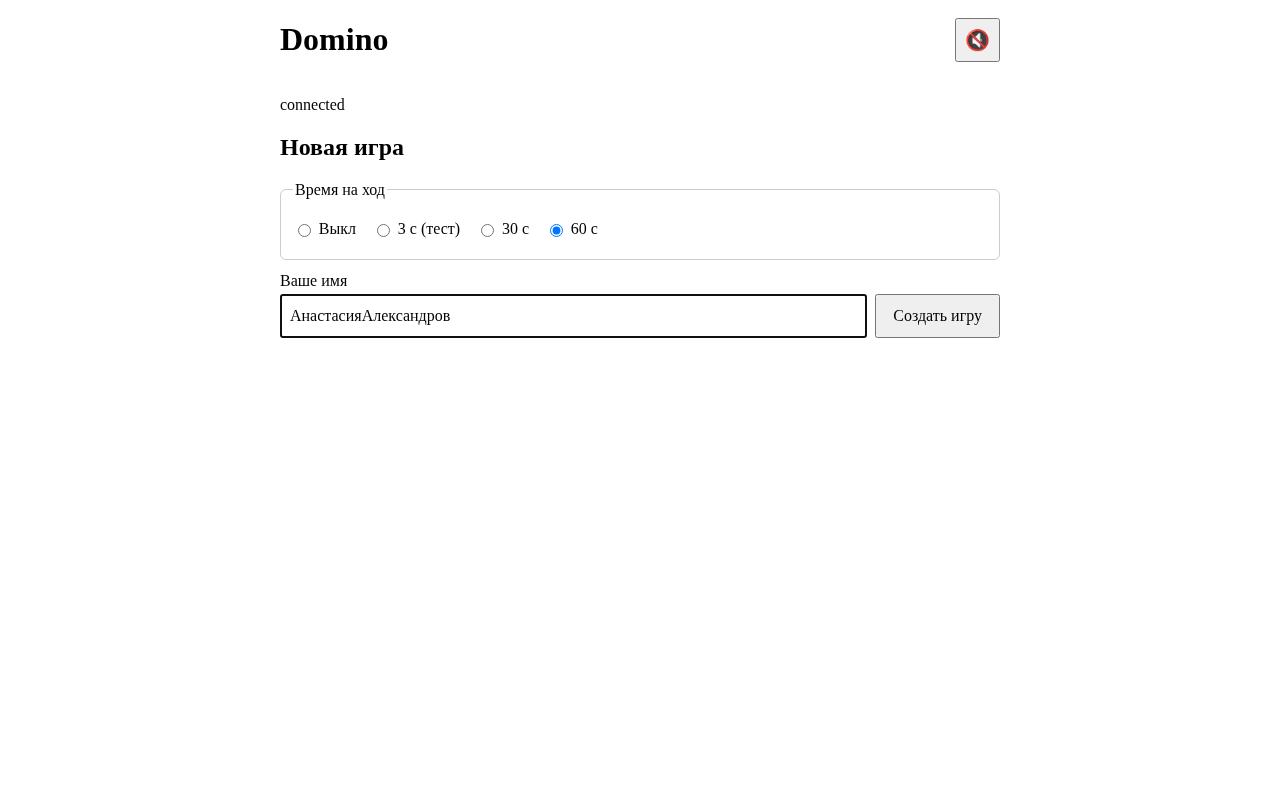 Domino
connected
Новая игра
Время на ход
Выкл 3 с (тест) 30 с 60 с
Ваше имя
АнастасияАлександров Создать игру